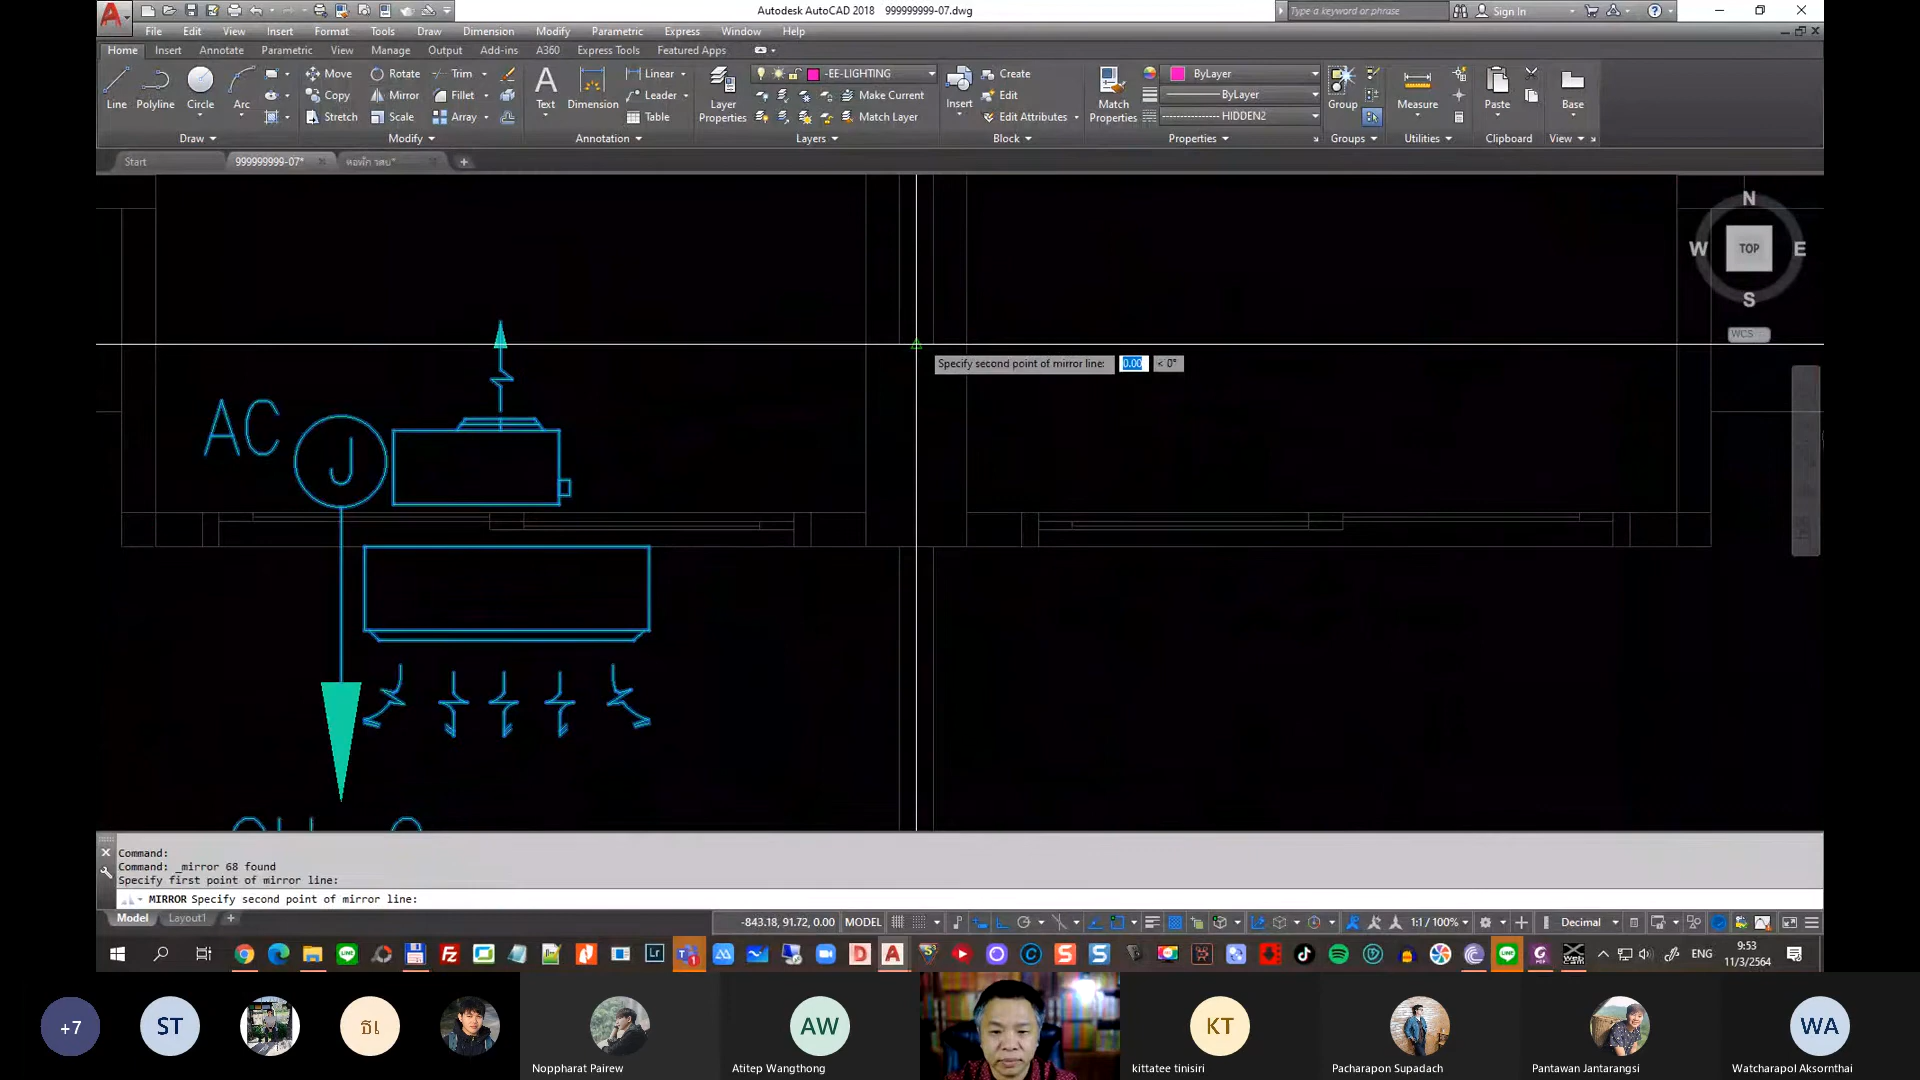 Autodesk AutoCAD 2018 999999999-07.dwg
Type a keyword or phrase
Sign In
File Edit View Insert Format Tools Draw Dimension Modify Parametric Express Window Help
Home Insert Annotate Parametric View Manage Output Add-ins A360 Express Tools Featured Apps
Line Polyline Circle Arc
Move Rotate Trim
Copy Mirror Fillet
Stretch Scale Array
Text Dimension
Linear
Leader
Table
Layer Properties
-EE-LIGHTING
Make Current
Match Layer
Insert
Create
Edit
Edit Attributes
Match Properties
ByLayer
ByLayer
HIDDEN2
Group Measure Paste Base
Draw Modify Annotation Layers Block Properties Groups Utilities Clipboard View
Start 999999999-07*
N
W TOP E
S
WCS
Specify second point of mirror line: 0.00 < 0°
AC
J
Command:
Command: _mirror 68 found
Specify first point of mirror line:
MIRROR Specify second point of mirror line:
Model Layout1
-843.18, 91.72, 0.00 MODEL
1:1 / 100%
Decimal
ENG
9:53
11/3/2564
+7
ST
ธเ
AW
KT
WA
Noppharat Pairew
Atitep Wangthong
kittatee tinisiri
Pacharapon Supadach
Pantawan Jantarangsi
Watcharapol Aksornthai